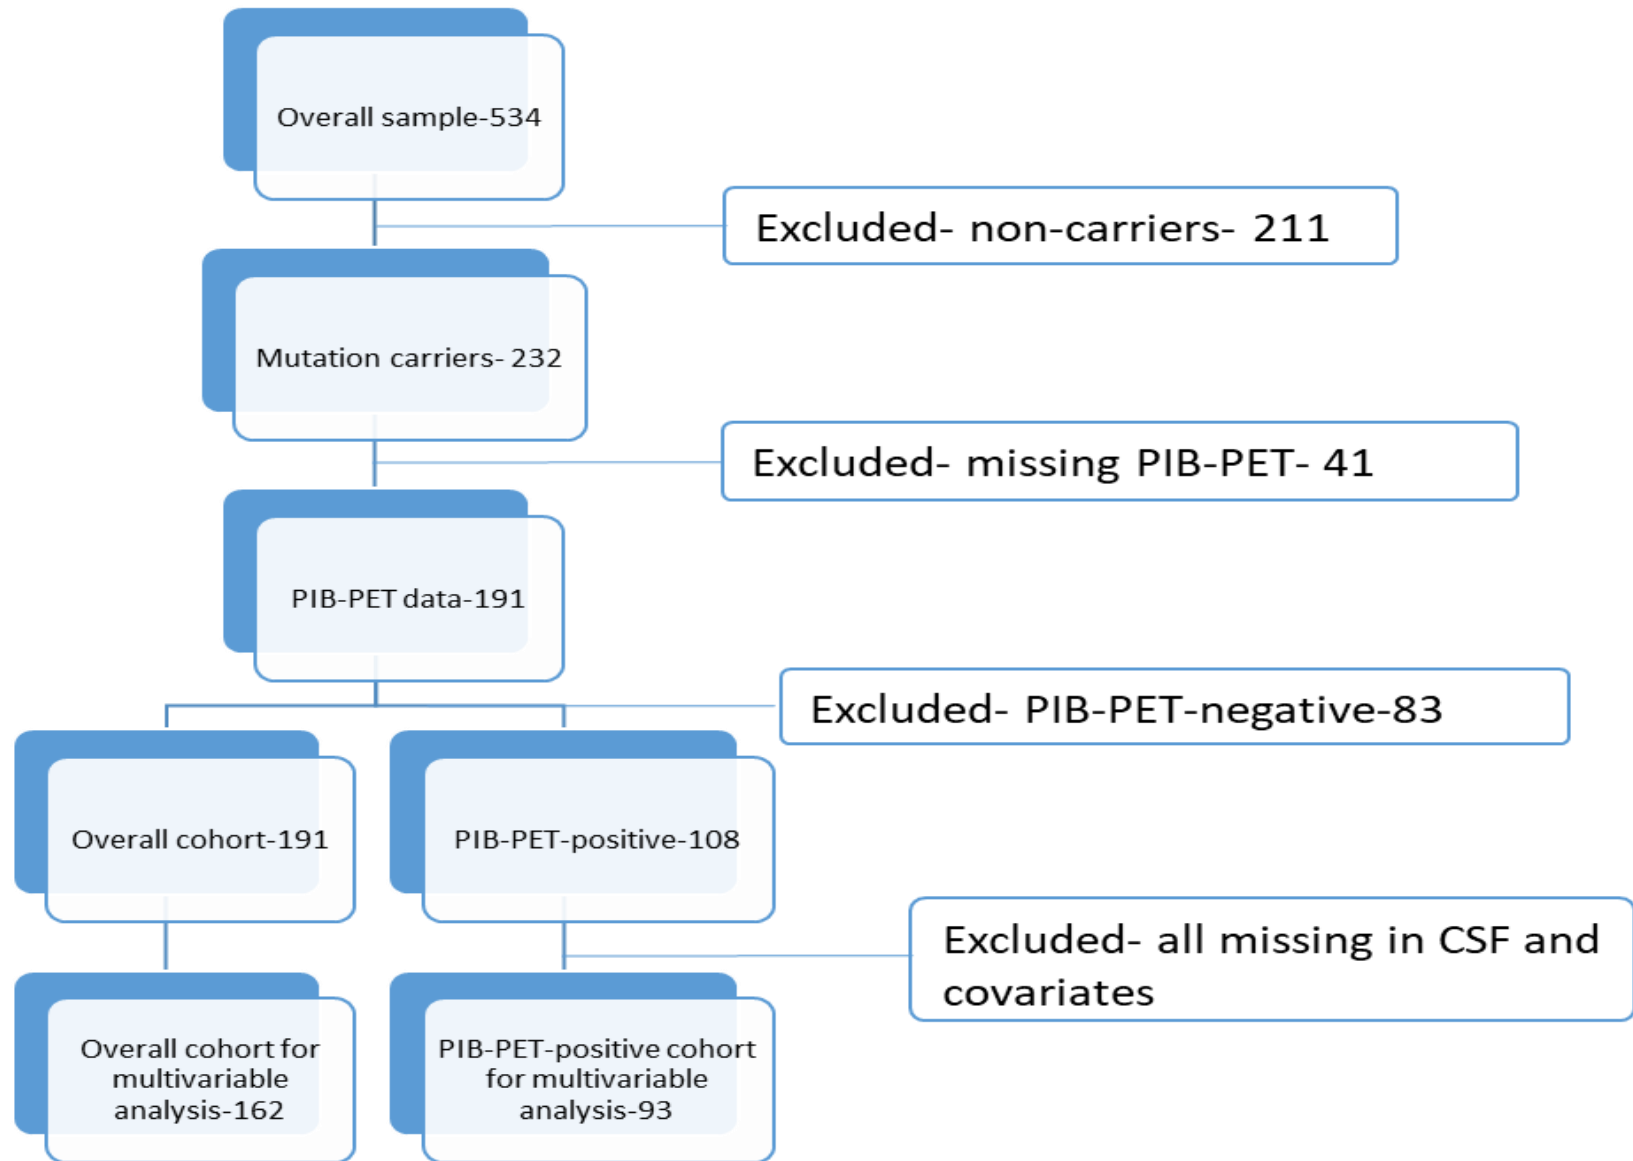 Overall sample-534
Excluded- non-carriers- 211
Mutation carriers- 232
Excluded- missing PIB-PET- 41
PIB-PET data-191
Excluded- PIB-PET-negative-83
Overall cohort-191
PIB-PET-positive-108
Excluded- all missing in CSF and
covariates
Overall cohort for
multivariable
analysis-162
PIB-PET-positive cohort
for multivariable
analysis-93